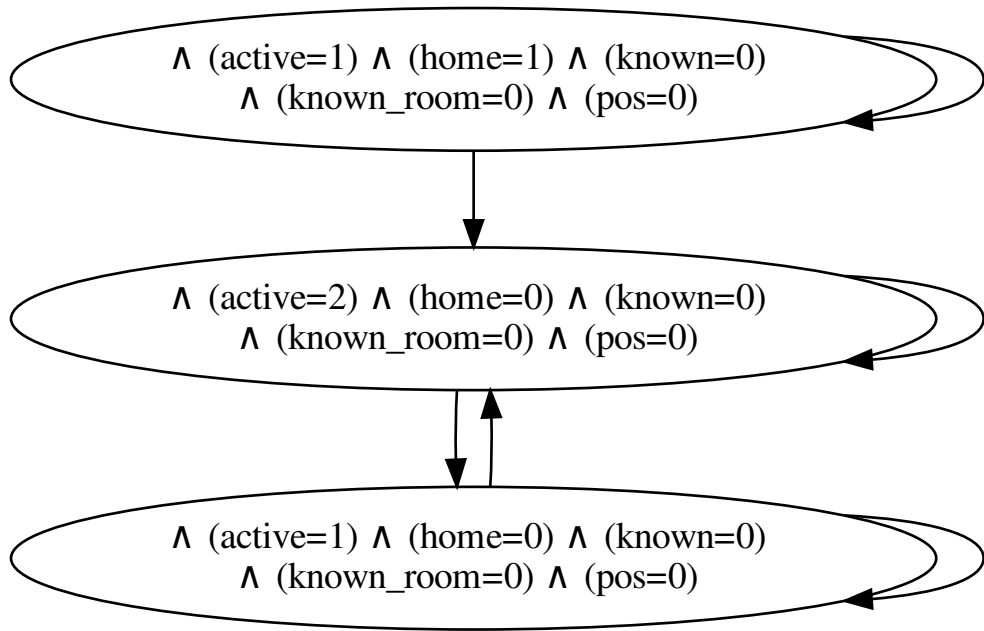 ∧ (active=1) ∧ (home=1) ∧ (known=0)
∧ (known_room=0) ∧ (pos=0)
∧ (active=2) ∧ (home=0) ∧ (known=0)
∧ (known_room=0) ∧ (pos=0)
∧ (active=1) ∧ (home=0) ∧ (known=0)
∧ (known_room=0) ∧ (pos=0)